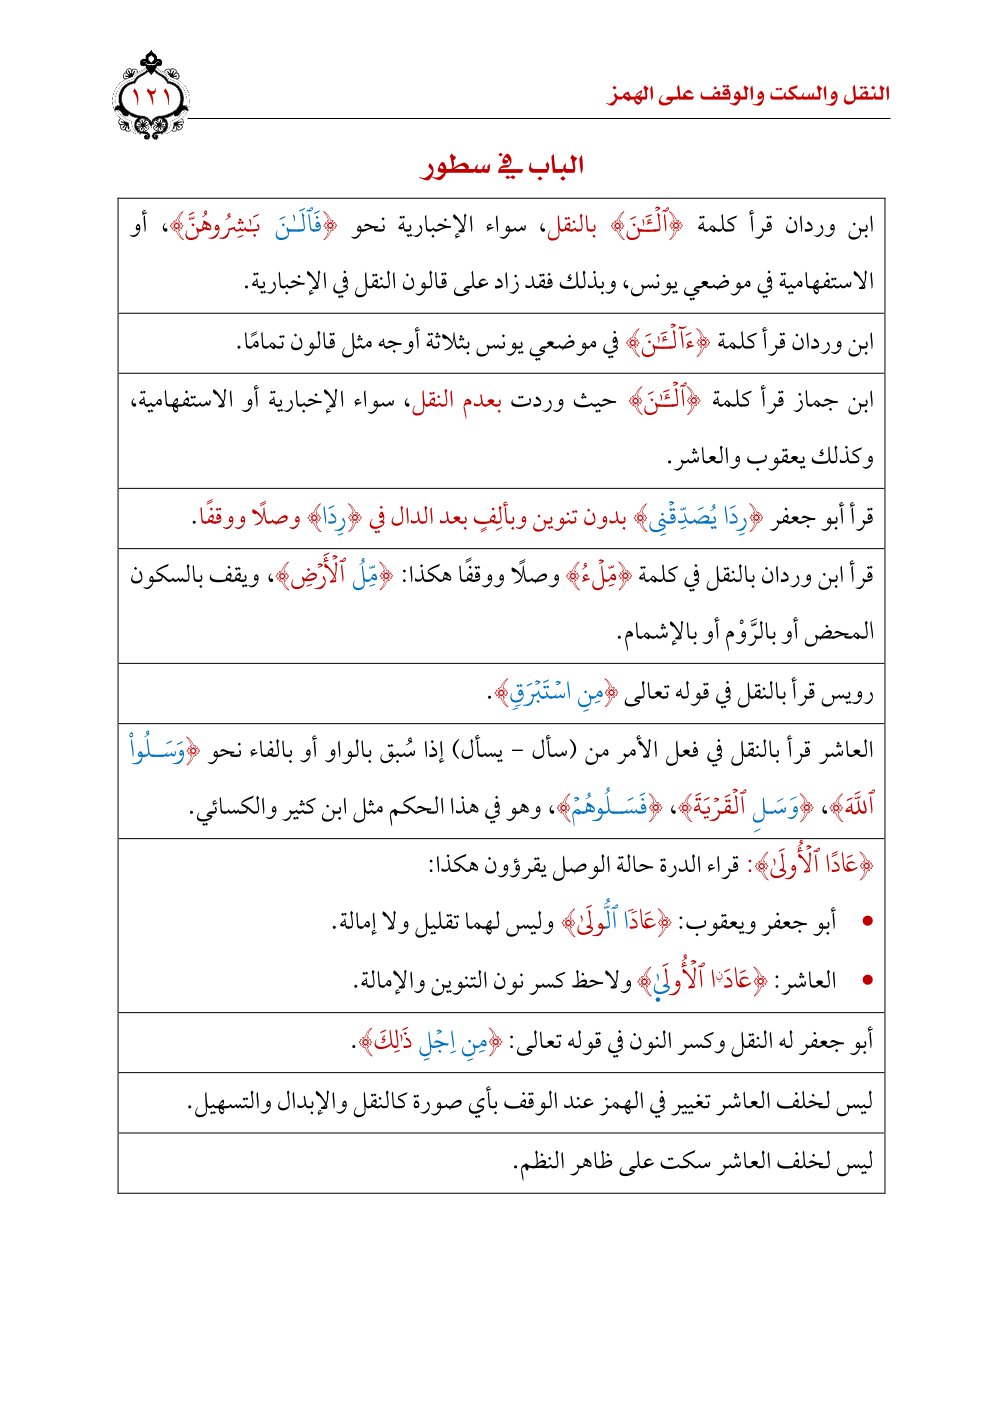 النقل والسكت والوقف على الهمز
١٢١
الباب في سطور
ابن وردان قرأ كلمة ﴿ٱلۡـَٰٔنَ﴾ بالنقل، سواء الإخبارية نحو ﴿فَٱلَـٰنَ بَـٰشِرُوهُنَّ﴾، أو
الاستفهامية في موضعي يونس، وبذلك فقد زاد على قالون النقل في الإخبارية.
ابن وردان قرأ كلمة ﴿ءَآلۡـَٰٔنَ﴾ في موضعي يونس بثلاثة أوجه مثل قالون تمامًا.
ابن جماز قرأ كلمة ﴿ٱلۡـَٰٔنَ﴾ حيث وردت بعدم النقل، سواء الإخبارية أو الاستفهامية،
وكذلك يعقوب والعاشر.
قرأ أبو جعفر ﴿رِدَا يُصَدِّقۡنِي﴾ بدون تنوين وبألِفٍ بعد الدال في ﴿رِدَا﴾ وصلًا ووقفًا.
قرأ ابن وردان بالنقل في كلمة ﴿مِّلۡءُ﴾ وصلًا ووقفًا هكذا: ﴿مِّلُ ٱلۡأَرۡضِ﴾، ويقف بالسكون
المحض أو بالرَّوْم أو بالإشمام.
رويس قرأ بالنقل في قوله تعالى ﴿مِنِ اسۡتَبۡرَقٖ﴾.
العاشر قرأ بالنقل في فعل الأمر من (سأل – يسأل) إذا سُبق بالواو أو بالفاء نحو ﴿وَسَـلُواْ
ٱللَّهَ﴾، ﴿وَسَـلِ ٱلۡقَرۡيَةَ﴾، ﴿فَسَـلُوهُمۡ﴾، وهو في هذا الحكم مثل ابن كثير والكسائي.
﴿عَادًا ٱلۡأُولَىٰ﴾: قراء الدرة حالة الوصل يقرؤون هكذا:
• أبو جعفر ويعقوب: ﴿عَادٗا ٱلُّولَىٰ﴾ وليس لهما تقليل ولا إمالة.
• العاشر: ﴿عَادَنِا ٱلۡأُولَىٰ﴾ ولاحظ كسر نون التنوين والإمالة.
أبو جعفر له النقل وكسر النون في قوله تعالى: ﴿مِنِ اِجۡلِ ذَٰلِكَ﴾.
ليس لخلف العاشر تغيير في الهمز عند الوقف بأي صورة كالنقل والإبدال والتسهيل.
ليس لخلف العاشر سكت على ظاهر النظم.